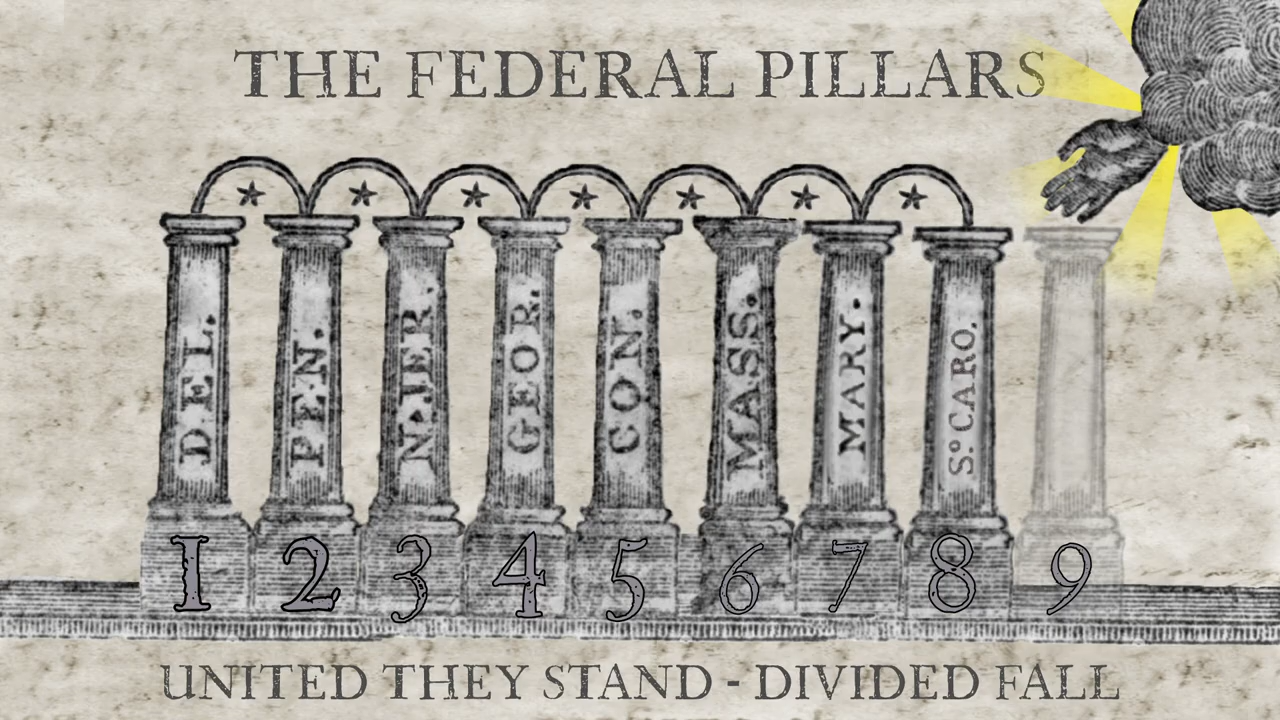 THE FEDERAL PILLARS
DEL.
PEN.
N.JER.
GEOR.
CON.
MASS.
MARY.
S.º CARO.
1 2 3 4 5 6 7 8 9
UNITED THEY STAND - DIVIDED FALL